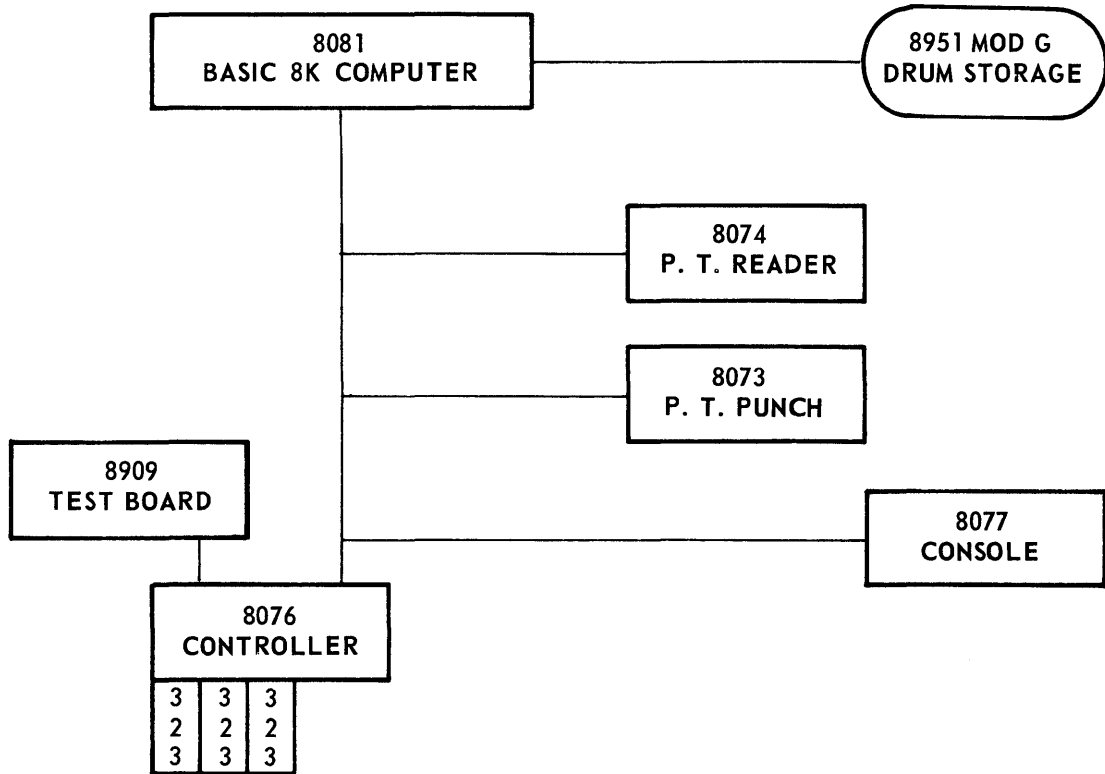 8081
BASIC 8K COMPUTER
8951 MOD G
DRUM STORAGE
8074
P. T. READER
8073
P. T. PUNCH
8909
TEST BOARD
8077
CONSOLE
8076
CONTROLLER
3 3 3
2 2 2
3 3 3